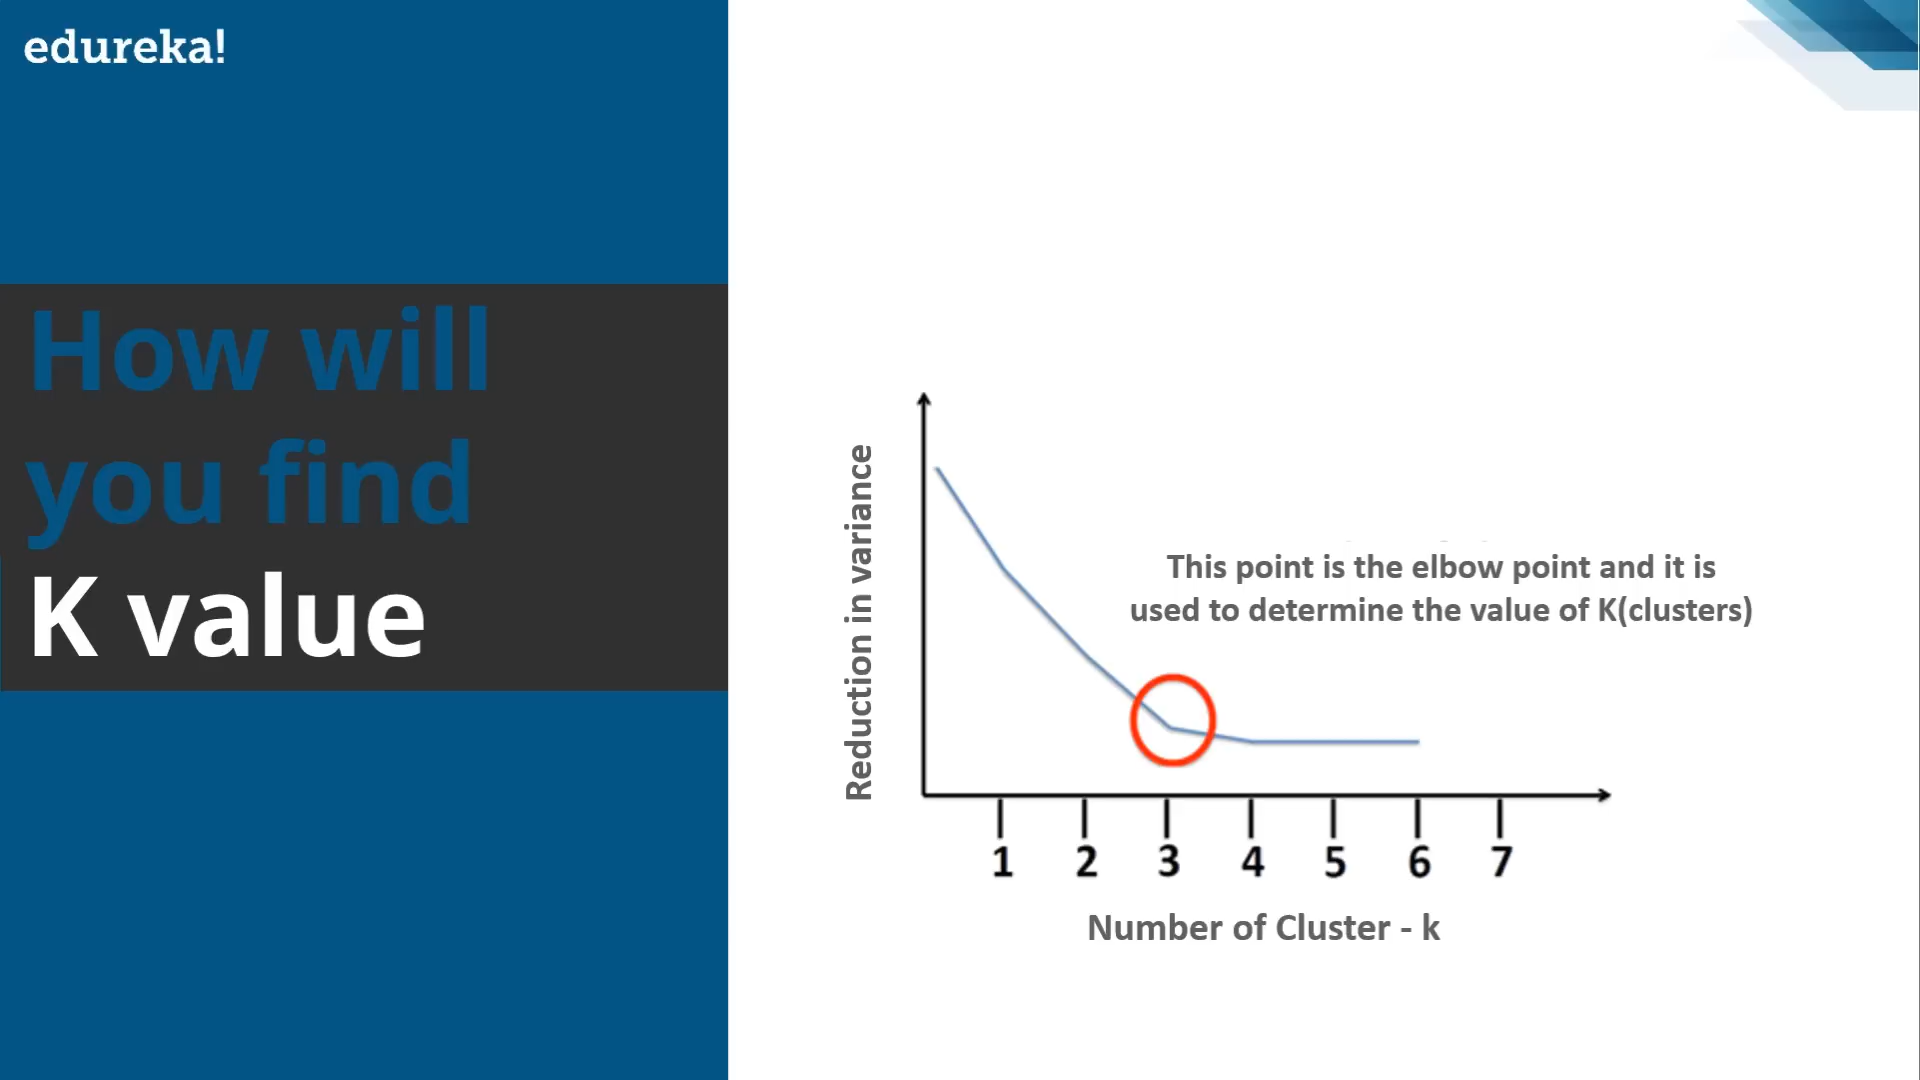 edureka!
How will
you find
K value
Reduction in variance
This point is the elbow point and it is
used to determine the value of K(clusters)
1 2 3 4 5 6 7
Number of Cluster - k